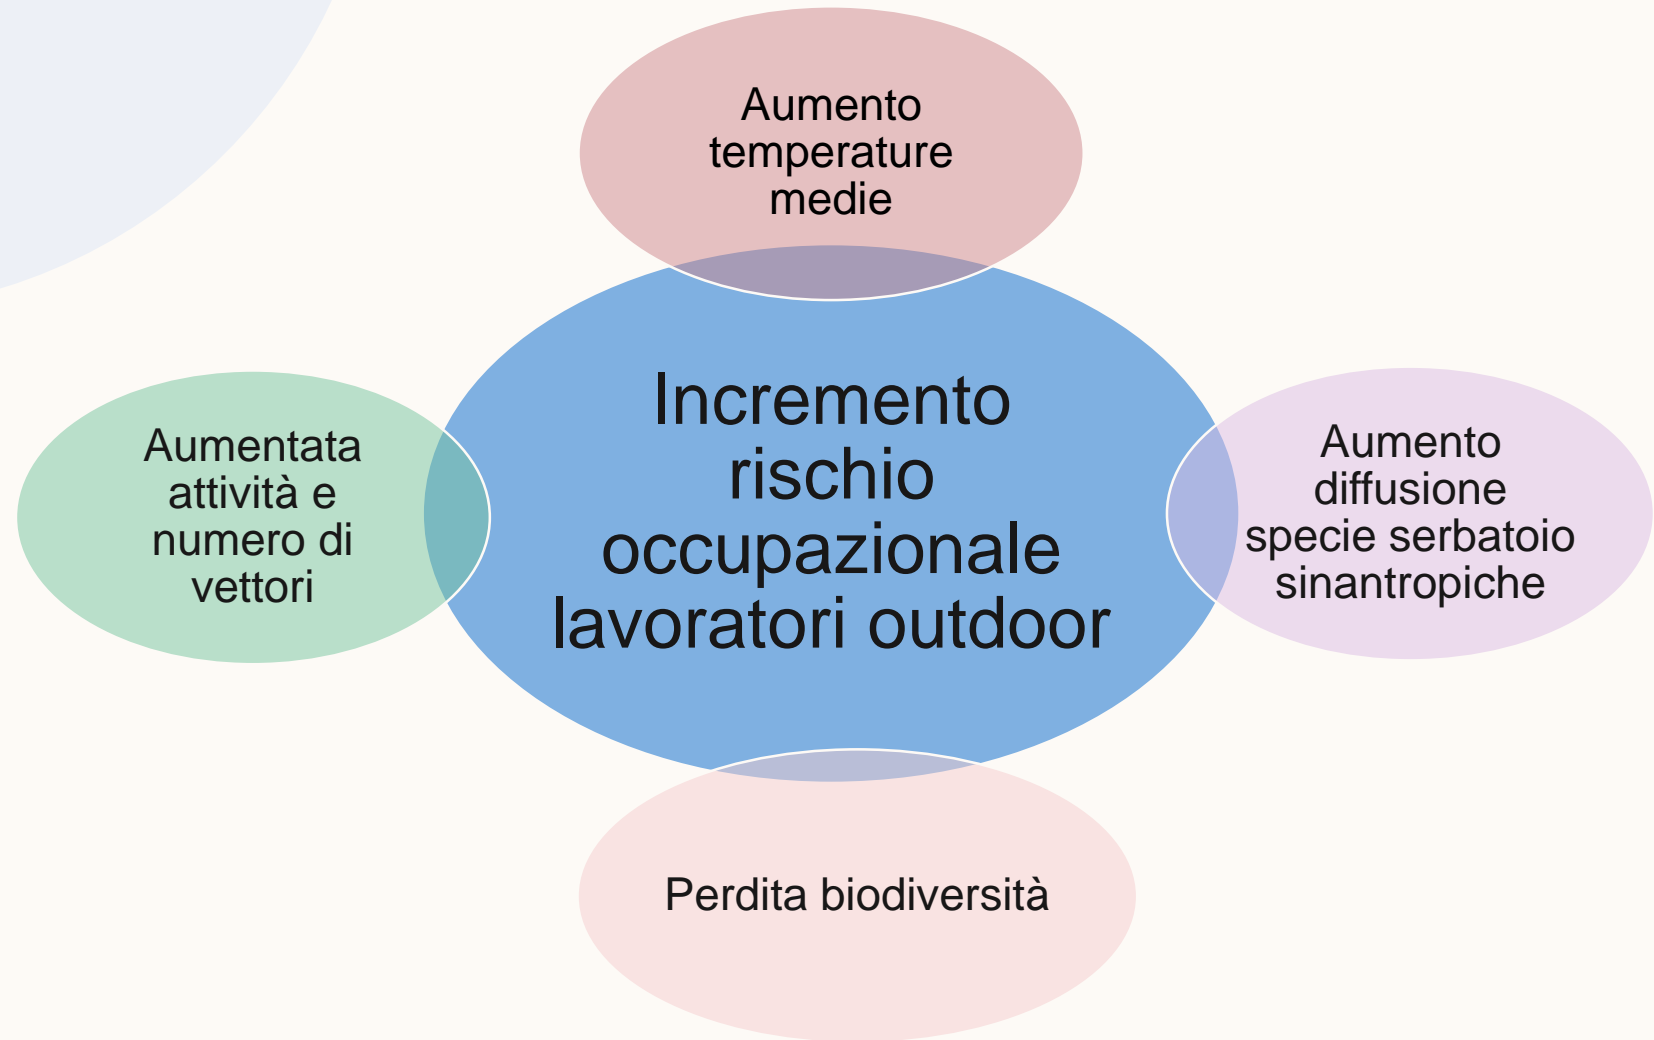 Aumento
temperature
medie
Incremento
rischio
occupazionale
lavoratori outdoor
Aumentata
attività e
numero di
vettori
Aumento
diffusione
specie serbatoio
sinantropiche
Perdita biodiversità